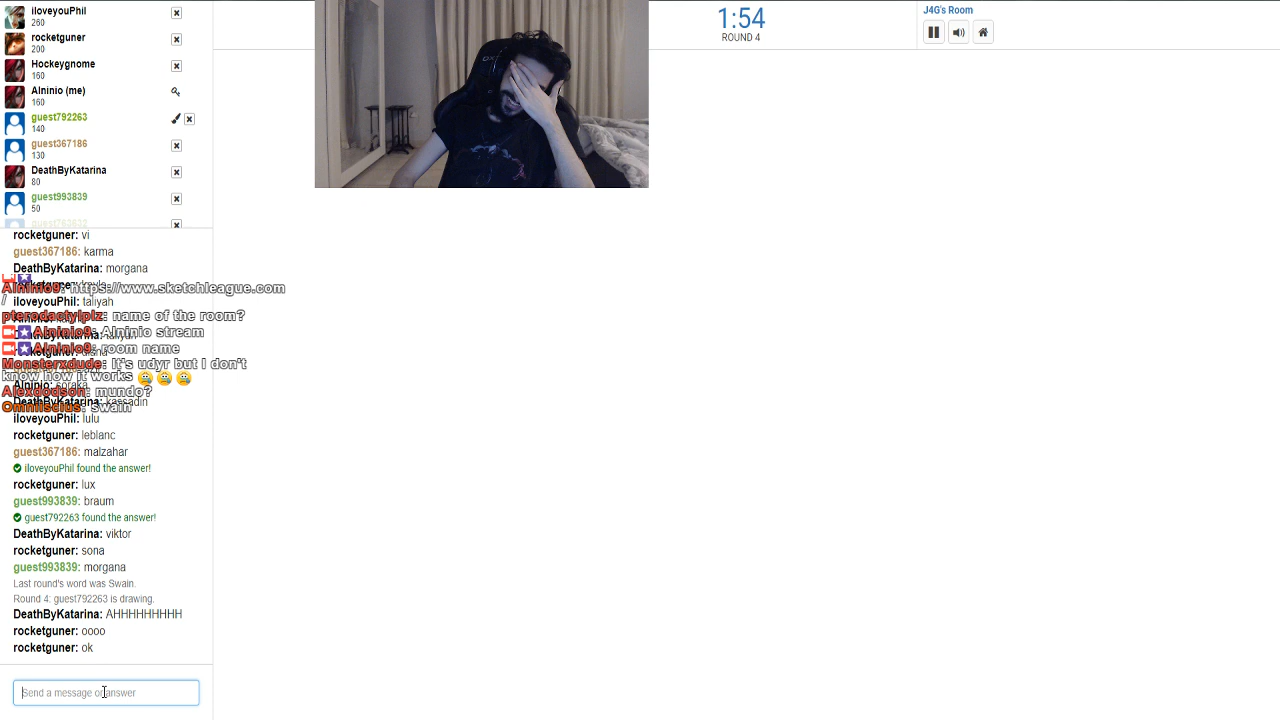 iloveyouPhil
260
rocketguner
200
Hockeygnome
160
Alninio (me)
160
guest792263
140
guest367186
130
DeathByKatarina
80
guest993839
50
1:54
ROUND 4
J4G's Room
rocketguner: vi
guest367186: karma
DeathByKatarina: morgana
iloveyouPhil: taliyah
Alninio: soraka
DeathByKatarina: kassadin
iloveyouPhil: lulu
rocketguner: leblanc
guest367186: malzahar
iloveyouPhil found the answer!
rocketguner: lux
guest993839: braum
guest792263 found the answer!
DeathByKatarina: viktor
rocketguner: sona
guest993839: morgana
Last round's word was Swain.
Round 4: guest792263 is drawing.
DeathByKatarina: AHHHHHHHHH
rocketguner: oooo
rocketguner: ok
Send a message or answer
Alninio9: https://www.sketchleague.com
/
pterodactylplz: name of the room?
Alninio9: Alninio stream
Alninio9: room name
Monsterxdude: It's udyr but I don't
know how it works
Alexdodson: mundo?
Omniscius: swain